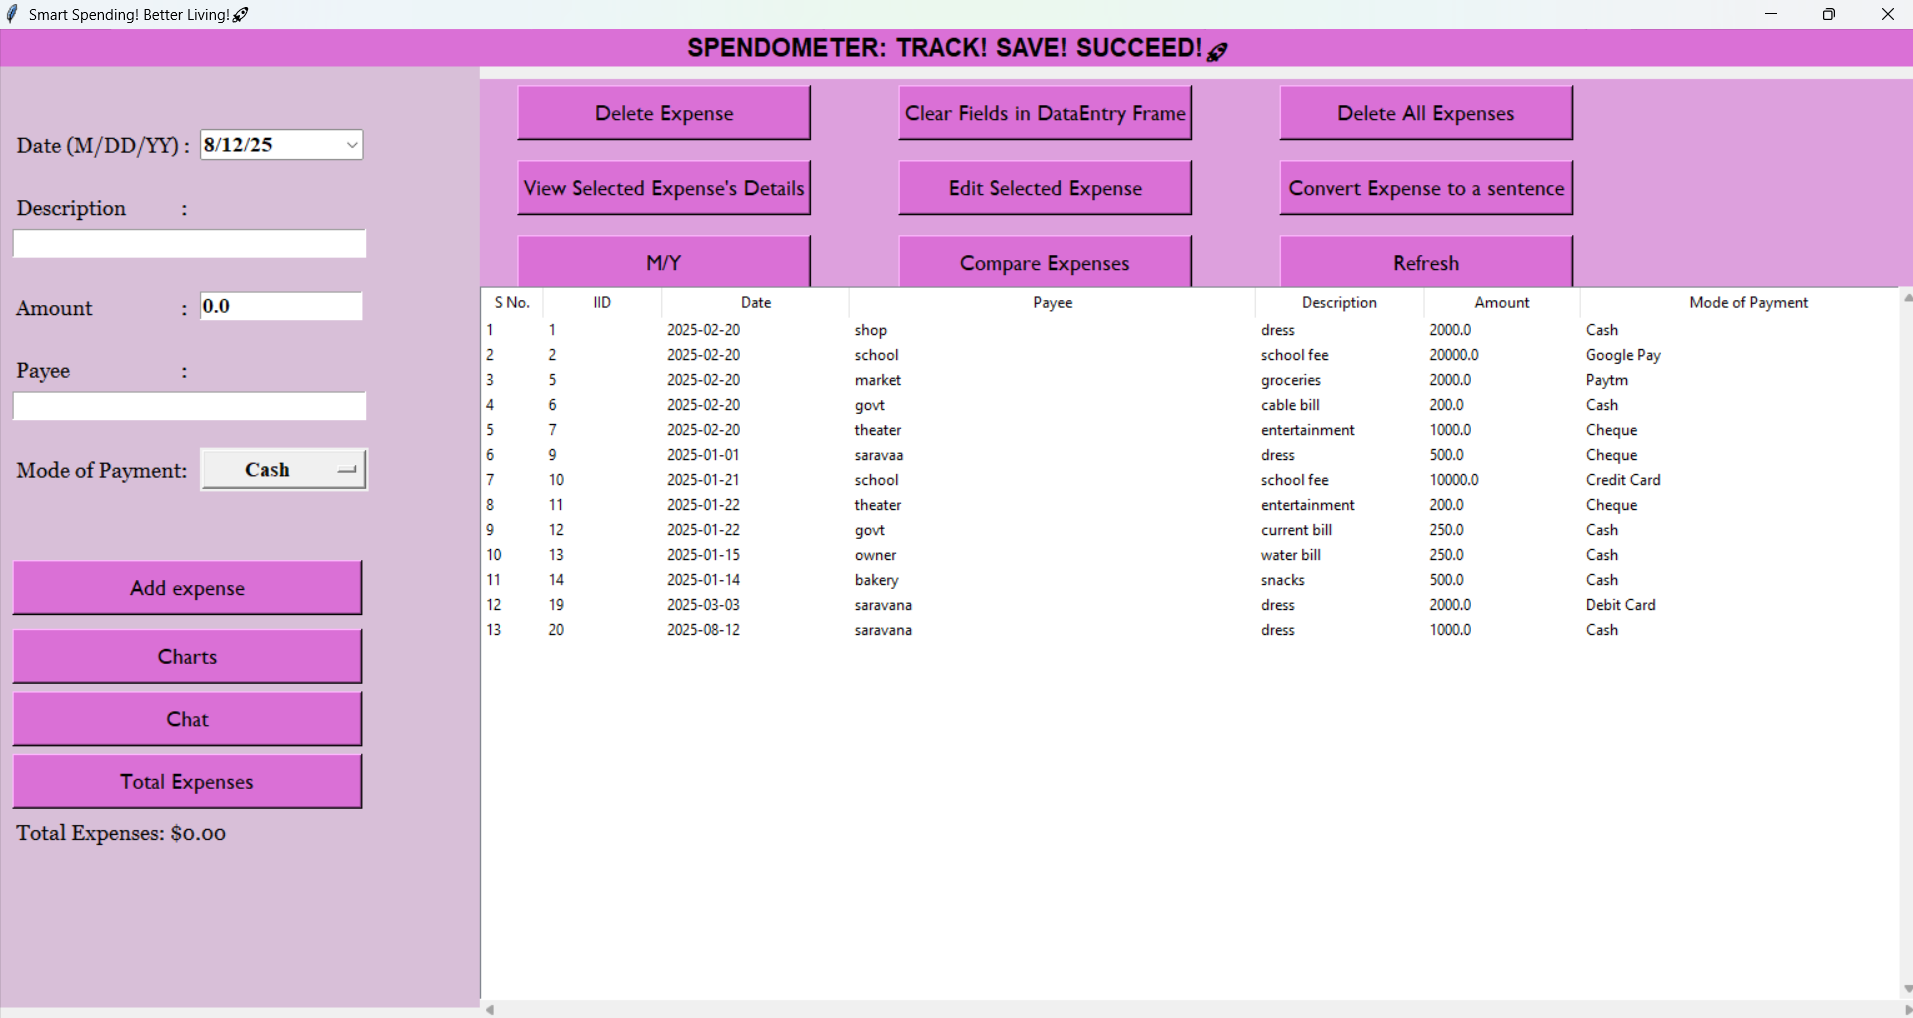 Smart Spending! Better Living!🚀
SPENDOMETER: TRACK! SAVE! SUCCEED!🚀
Date (M/DD/YY) : 8/12/25
Description :
Amount : 0.0
Payee :
Mode of Payment: Cash
Add expense
Charts
Chat
Total Expenses
Total Expenses: $0.00
Delete Expense Clear Fields in DataEntry Frame Delete All Expenses
View Selected Expense's Details Edit Selected Expense Convert Expense to a sentence
M/Y Compare Expenses Refresh
S No. IID Date Payee Description Amount Mode of Payment
1 1 2025-02-20 shop dress 2000.0 Cash
2 2 2025-02-20 school school fee 20000.0 Google Pay
3 5 2025-02-20 market groceries 2000.0 Paytm
4 6 2025-02-20 govt cable bill 200.0 Cash
5 7 2025-02-20 theater entertainment 1000.0 Cheque
6 9 2025-01-01 saravaa dress 500.0 Cheque
7 10 2025-01-21 school school fee 10000.0 Credit Card
8 11 2025-01-22 theater entertainment 200.0 Cheque
9 12 2025-01-22 govt current bill 250.0 Cash
10 13 2025-01-15 owner water bill 250.0 Cash
11 14 2025-01-14 bakery snacks 500.0 Cash
12 19 2025-03-03 saravana dress 2000.0 Debit Card
13 20 2025-08-12 saravana dress 1000.0 Cash